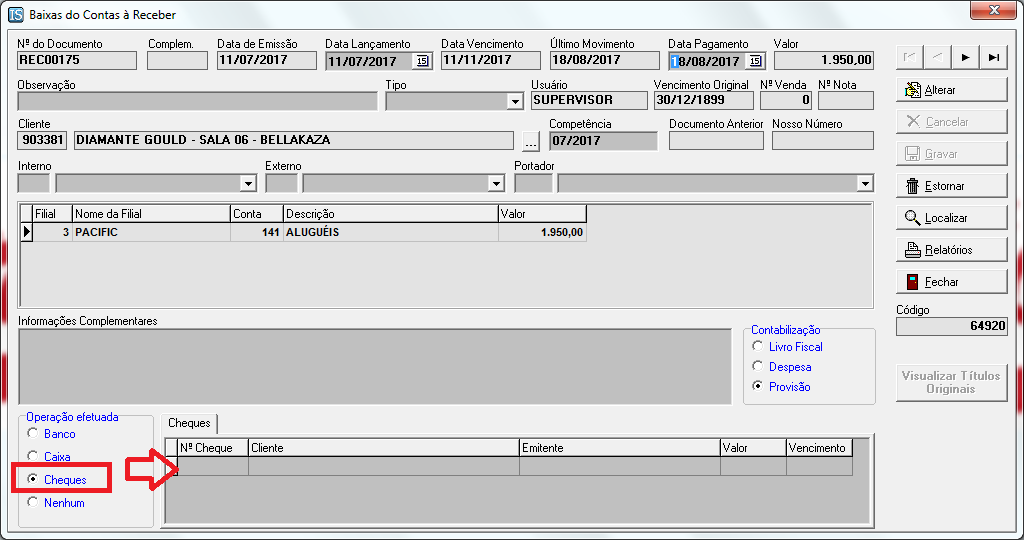 IS Baixas do Contas à Receber
Nº do Documento Complem. Data de Emissão Data Lançamento Data Vencimento Último Movimento Data Pagamento Valor
REC00175 11/07/2017 11/07/2017 15 11/11/2017 18/08/2017 18/08/2017 15 1.950,00
Observação Tipo Usuário Vencimento Original Nº Venda Nº Nota
SUPERVISOR 30/12/1899 0
Alterar
Cliente Competência Documento Anterior Nosso Número
903381 DIAMANTE GOULD - SALA 06 - BELLAKAZA ... 07/2017
Cancelar
Gravar
Interno Externo Portador
Estornar
Filial Nome da Filial Conta Descrição Valor
3 PACIFIC 141 ALUGUÉIS 1.950,00
Localizar
Relatórios
Fechar
Código
64920
Informações Complementares
Contabilização
Livro Fiscal
Despesa
Provisão
Visualizar Títulos
Originais
Operação efetuada
Banco
Caixa
Cheques
Nenhum
Cheques
Nº Cheque Cliente Emitente Valor Vencimento